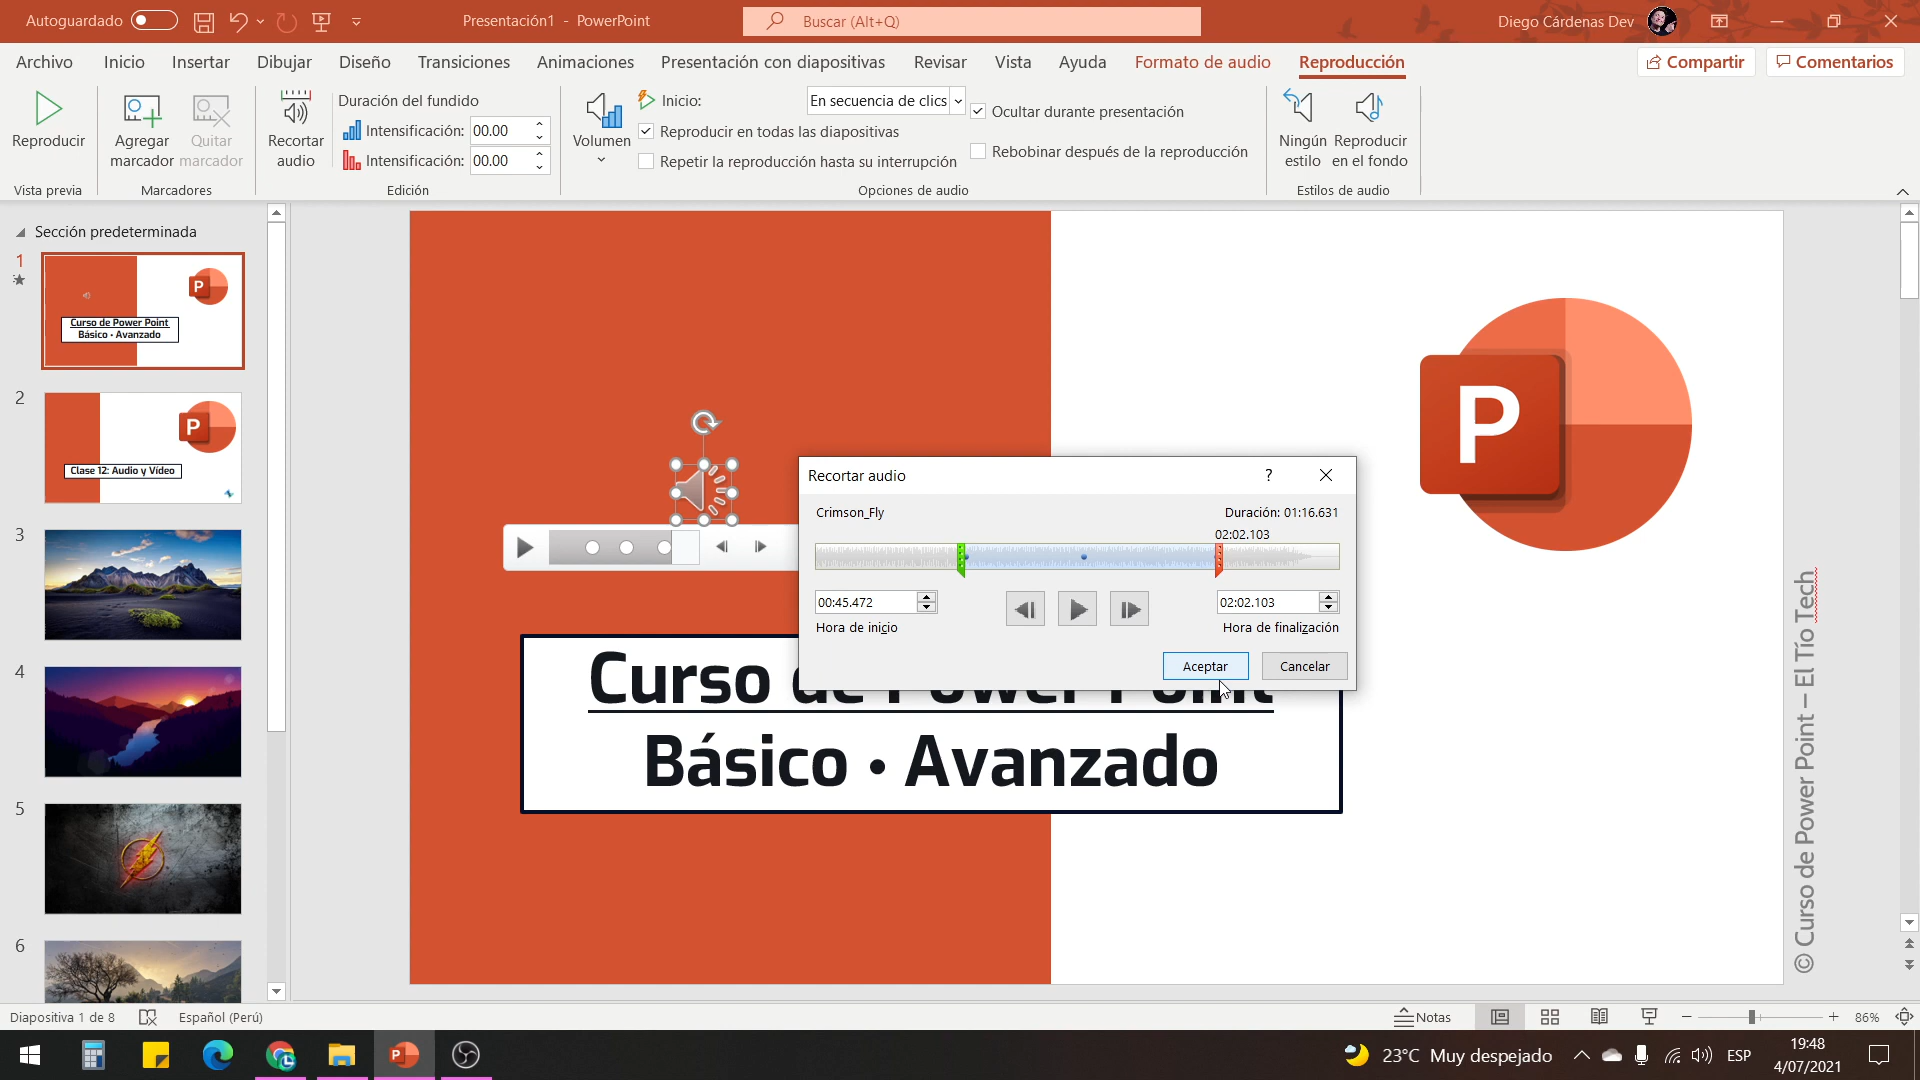 Autoguardado
Presentación1 - PowerPoint
Buscar (Alt+Q)
Diego Cárdenas Dev
Archivo Inicio Insertar Dibujar Diseño Transiciones Animaciones Presentación con diapositivas Revisar Vista Ayuda Formato de audio Reproducción
Compartir
Comentarios
Reproducir
Vista previa
Agregar marcador
Quitar marcador
Marcadores
Recortar audio
Duración del fundido
Intensificación: 00.00
Intensificación: 00.00
Edición
Volumen
Inicio: En secuencia de clics
Reproducir en todas las diapositivas
Repetir la reproducción hasta su interrupción
Ocultar durante presentación
Rebobinar después de la reproducción
Opciones de audio
Ningún estilo
Reproducir en el fondo
Estilos de audio
Sección predeterminada
1
P
Curso de Power Point
Básico • Avanzado
2
P
Clase 12: Audio y Vídeo
3
4
5
6
P
Recortar audio
?
Crimson_Fly
Duración: 01:16.631
02:02.103
00:45.472
02:02.103
Hora de inicio
Hora de finalización
Aceptar
Cancelar
Curso de Power Point
Básico • Avanzado
© Curso de Power Point – El Tío Tech
Diapositiva 1 de 8
Español (Perú)
Notas
86%
P
23°C Muy despejado
ESP
19:48
4/07/2021